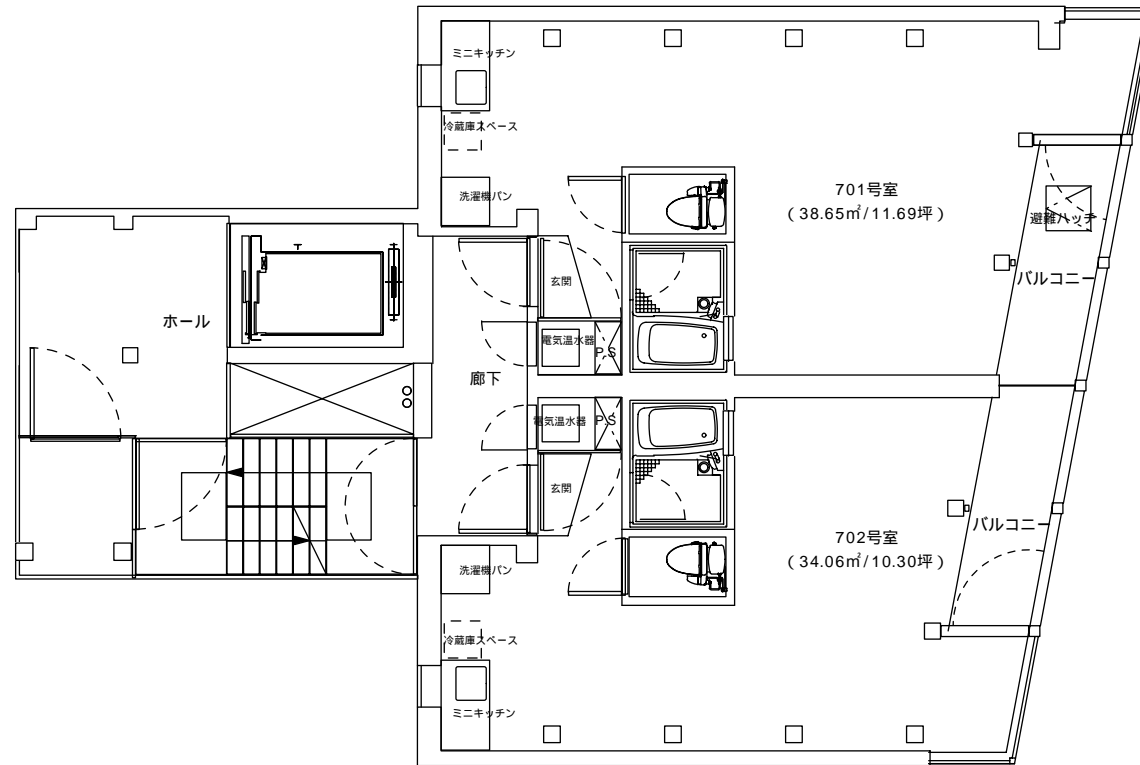 ミニキッチン
冷蔵庫スペース
洗濯機パン
701号室
（38.65㎡/11.69坪）
避難ハッチ
バルコニー
玄関
ホール
電気温水器
P.S
廊下
電気温水器
P.S
玄関
バルコニー
702号室
（34.06㎡/10.30坪）
洗濯機パン
冷蔵庫スペース
ミニキッチン